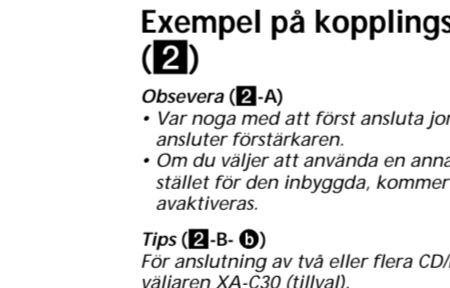 Exempel på kopplings
(2)
Obsevera (2-A)
• Var noga med att först ansluta jor
ansluter förstärkaren.
• Om du väljer att använda en anna
stället för den inbyggda, kommer
avaktiveras.
Tips (2-B- b)
För anslutning av två eller flera CD/
väljaren XA-C30 (tillval).